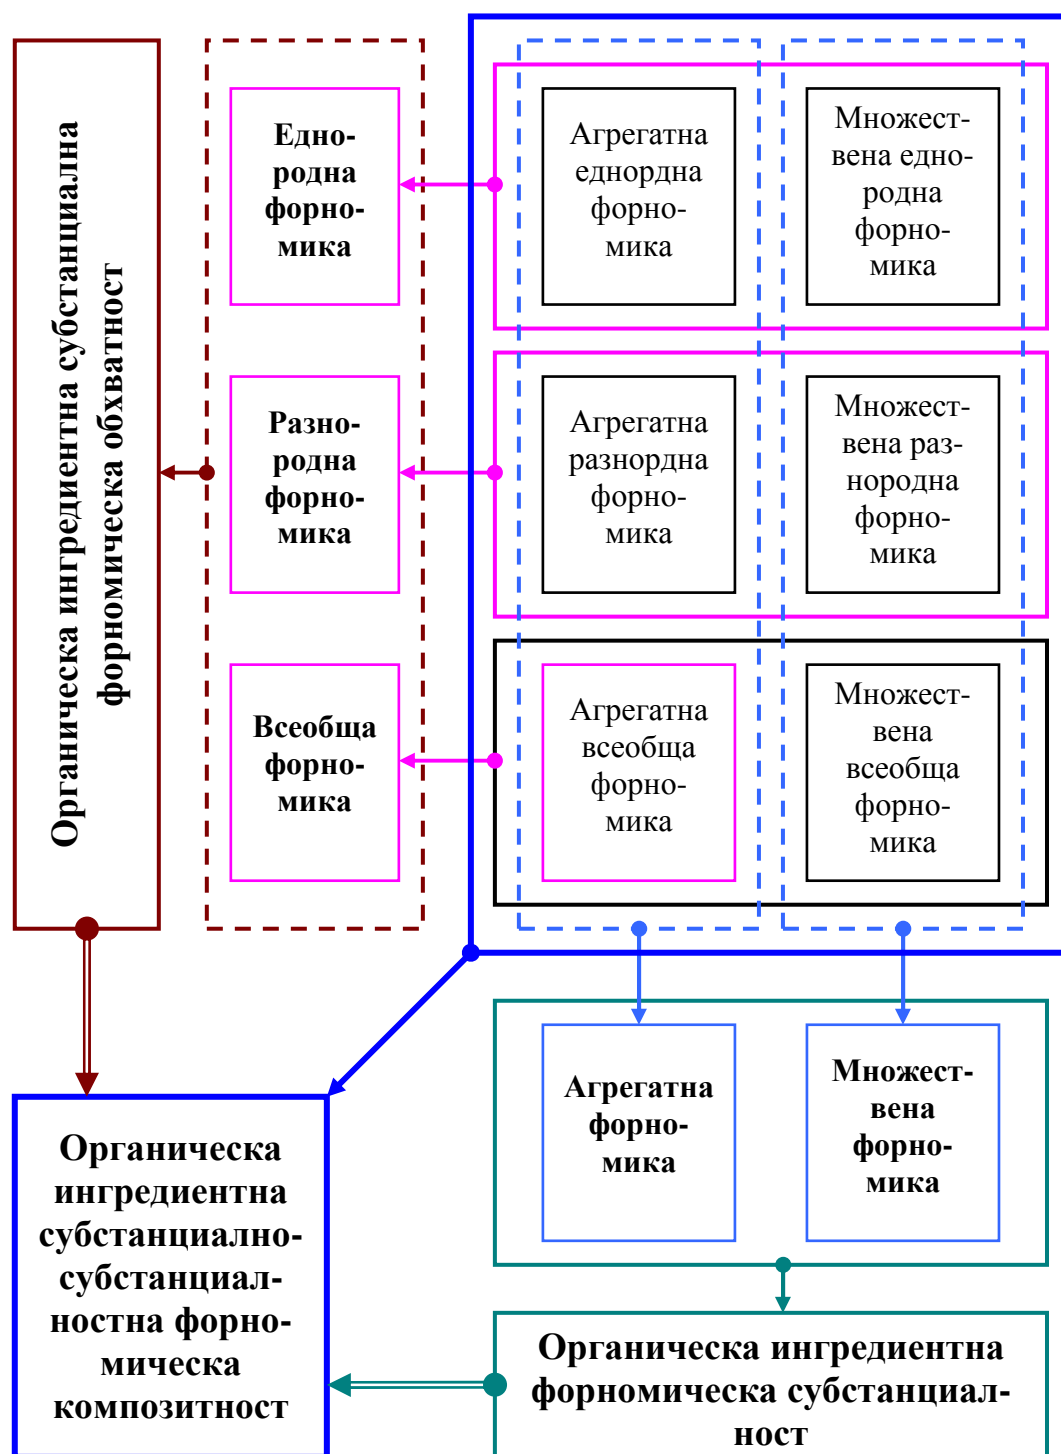 Органическа ингредиентна субстанциална
форномическа обхватност
Едно-
родна
форно-
мика
Агрегатна
еднордна
форно-
мика
Множест-
вена едно-
родна
форно-
мика
Разно-
родна
форно-
мика
Агрегатна
разнордна
форно-
мика
Множест-
вена раз-
нородна
форно-
мика
Всеобща
форно-
мика
Агрегатна
всеобща
форно-
мика
Множест-
вена
всеобща
форно-
мика
Агрегатна
форно-
мика
Множест-
вена
форно-
мика
Органическа
ингредиентна
субстанциално-
субстанциал-
ностна форно-
мическа
композитност
Органическа ингредиентна
форномическа субстанциал-
ност